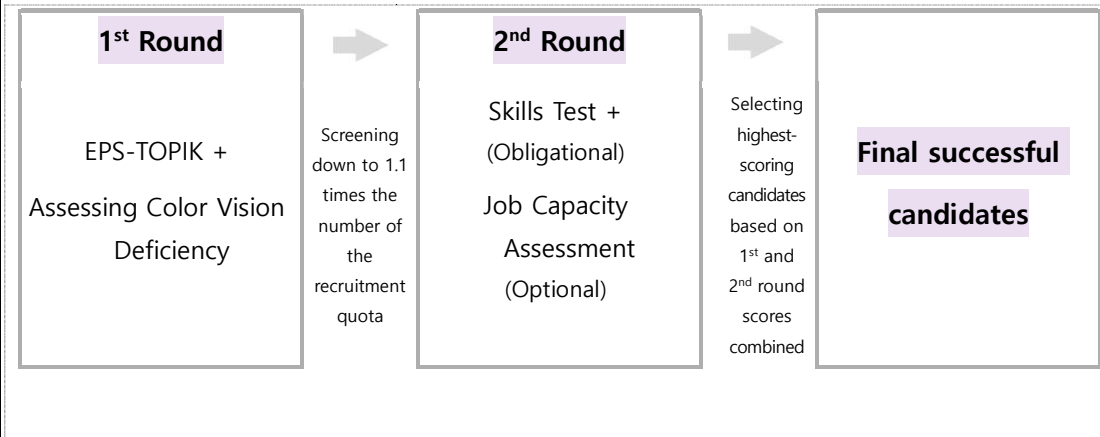 1st Round
EPS-TOPIK +
Assessing Color Vision
Deficiency
Screening
down to 1.1
times the
number of
the
recruitment
quota
2nd Round
Skills Test +
(Obligational)
Job Capacity
Assessment
(Optional)
Selecting
highest-
scoring
candidates
based on
1st and
2nd round
scores
combined
Final successful
candidates